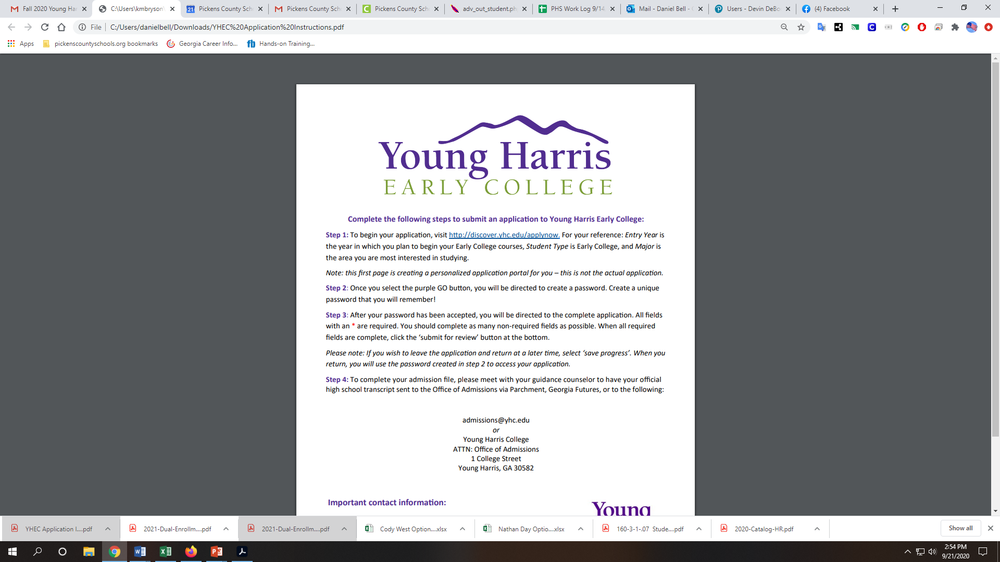 Fall 2020 Young Har
C:\Users\kmbryson\
Pickens County Sch
Pickens County Sch
Pickens County Sch
adv_out_student.ph
PHS Work Log 9/14
Mail - Daniel Bell -
Users - Devin DeBo
(4) Facebook
File
C:/Users/danielbell/Downloads/YHEC%20Application%20Instructions.pdf
Apps
pickenscountyschools.org bookmarks
Georgia Career Info...
Hands-on Training...
Young Harris
EARLY COLLEGE
Complete the following steps to submit an application to Young Harris Early College:
Step 1: To begin your application, visit http://discover.yhc.edu/applynow. For your reference: Entry Year is
the year in which you plan to begin your Early College courses, Student Type is Early College, and Major is
the area you are most interested in studying.
Note: this first page is creating a personalized application portal for you – this is not the actual application.
Step 2: Once you select the purple GO button, you will be directed to create a password. Create a unique
password that you will remember!
Step 3: After your password has been accepted, you will be directed to the complete application. All fields
with an * are required. You should complete as many non-required fields as possible. When all required
fields are complete, click the ‘submit for review’ button at the bottom.
Please note: If you wish to leave the application and return at a later time, select ‘save progress’. When you
return, you will use the password created in step 2 to access your application.
Step 4: To complete your admission file, please meet with your guidance counselor to have your official
high school transcript sent to the Office of Admissions via Parchment, Georgia Futures, or to the following:
admissions@yhc.edu
or
Young Harris College
ATTN: Office of Admissions
1 College Street
Young Harris, GA 30582
Important contact information:
Young
YHEC Application I....pdf
2021-Dual-Enrollm....pdf
2021-Dual-Enrollm....pdf
Cody West Option....xlsx
Nathan Day Optio....xlsx
160-3-1-.07 Stude....pdf
2020-Catalog-HR.pdf
Show all
2:54 PM
9/21/2020